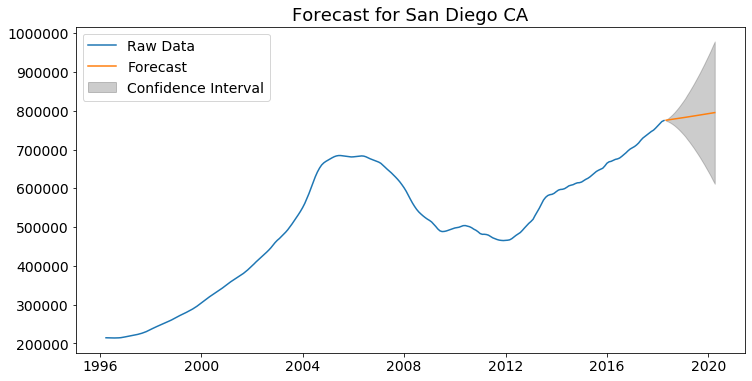 Forecast for San Diego CA
Raw Data
Forecast
Confidence Interval
1000000
900000
800000
700000
600000
500000
400000
300000
200000
1996 2000 2004 2008 2012 2016 2020